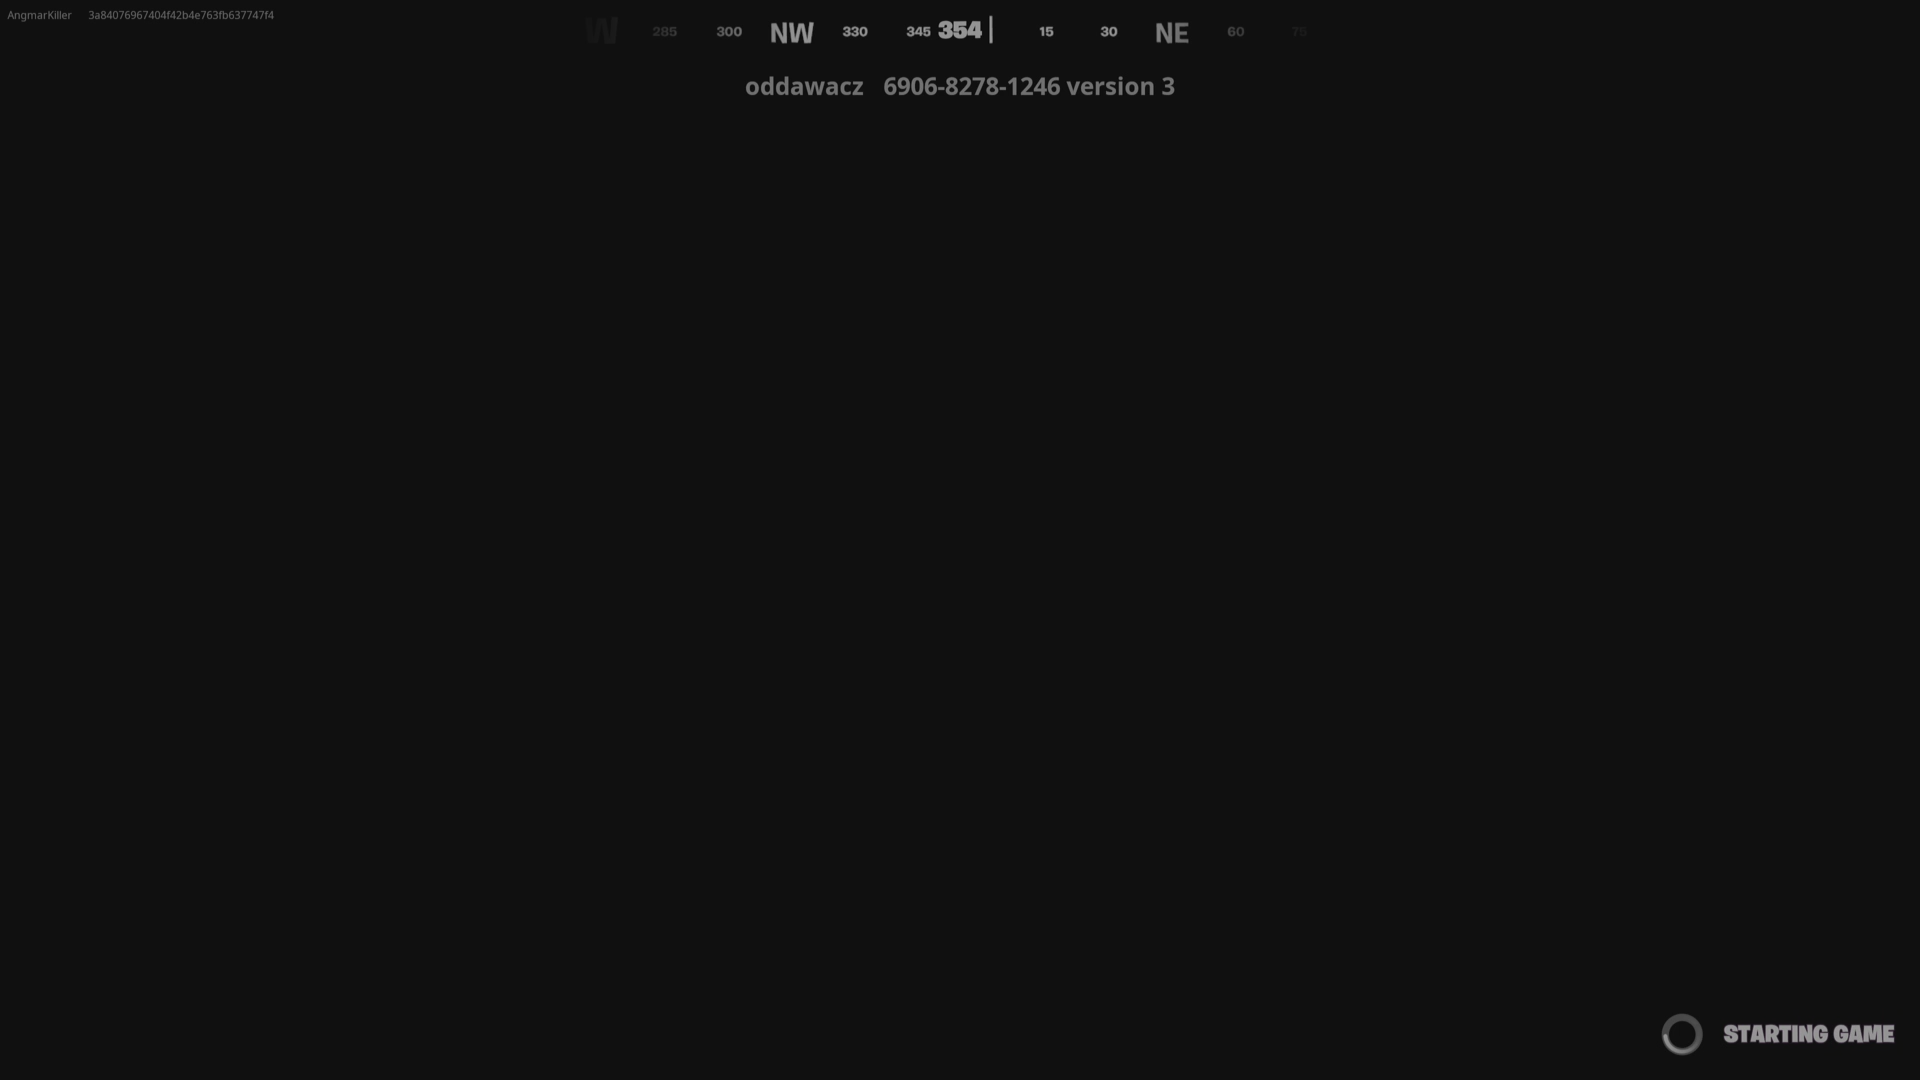 AngmarKiller 3a84076967404f42b4e763fb637747f4
W 285 300 NW 330 345 354 | 15 30 NE 60 75
oddawacz 6906-8278-1246 version 3
STARTING GAME